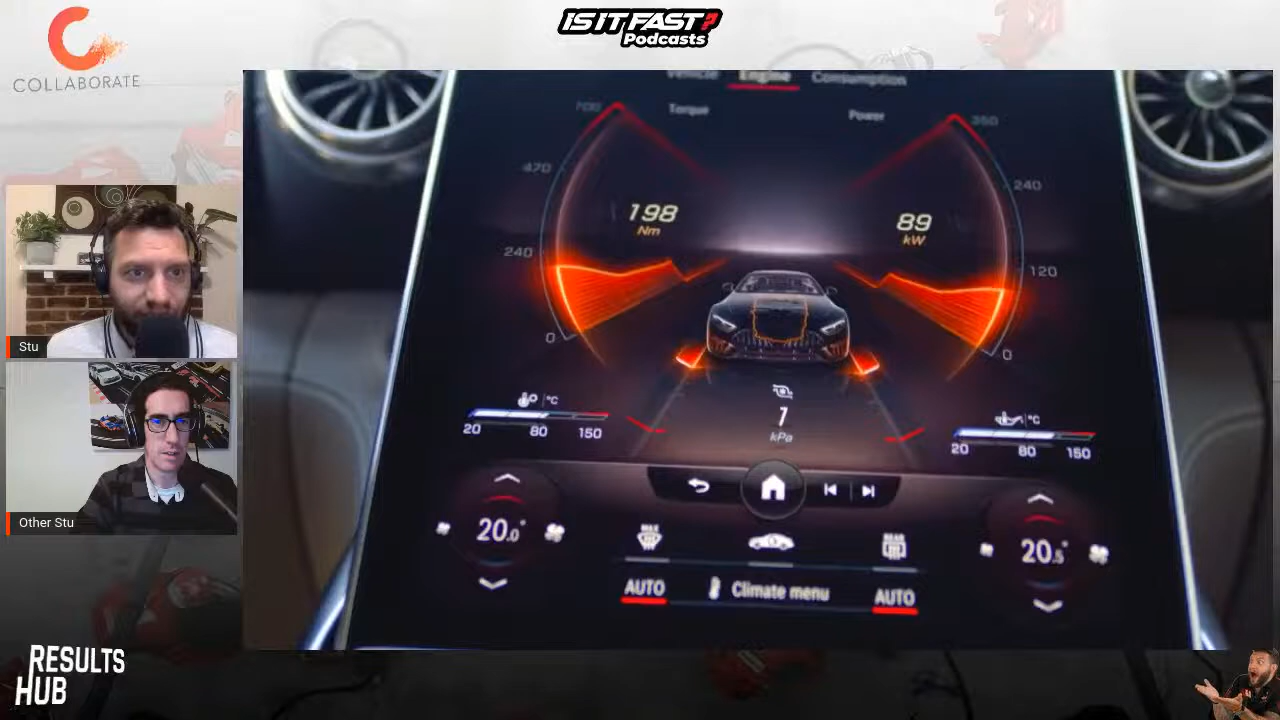 IS IT FAST?
Podcasts
COLLABORATE
Vehicle Engine Consumption
Torque Power
700 350
470 240
198 89
Nm kW
240 120
0 0
°C °C
7
kPa
20 80 150
20 80 150
20.0° 20.5°
MAX REAR
AUTO Climate menu AUTO
Stu
Other Stu
RESULTS
HUB